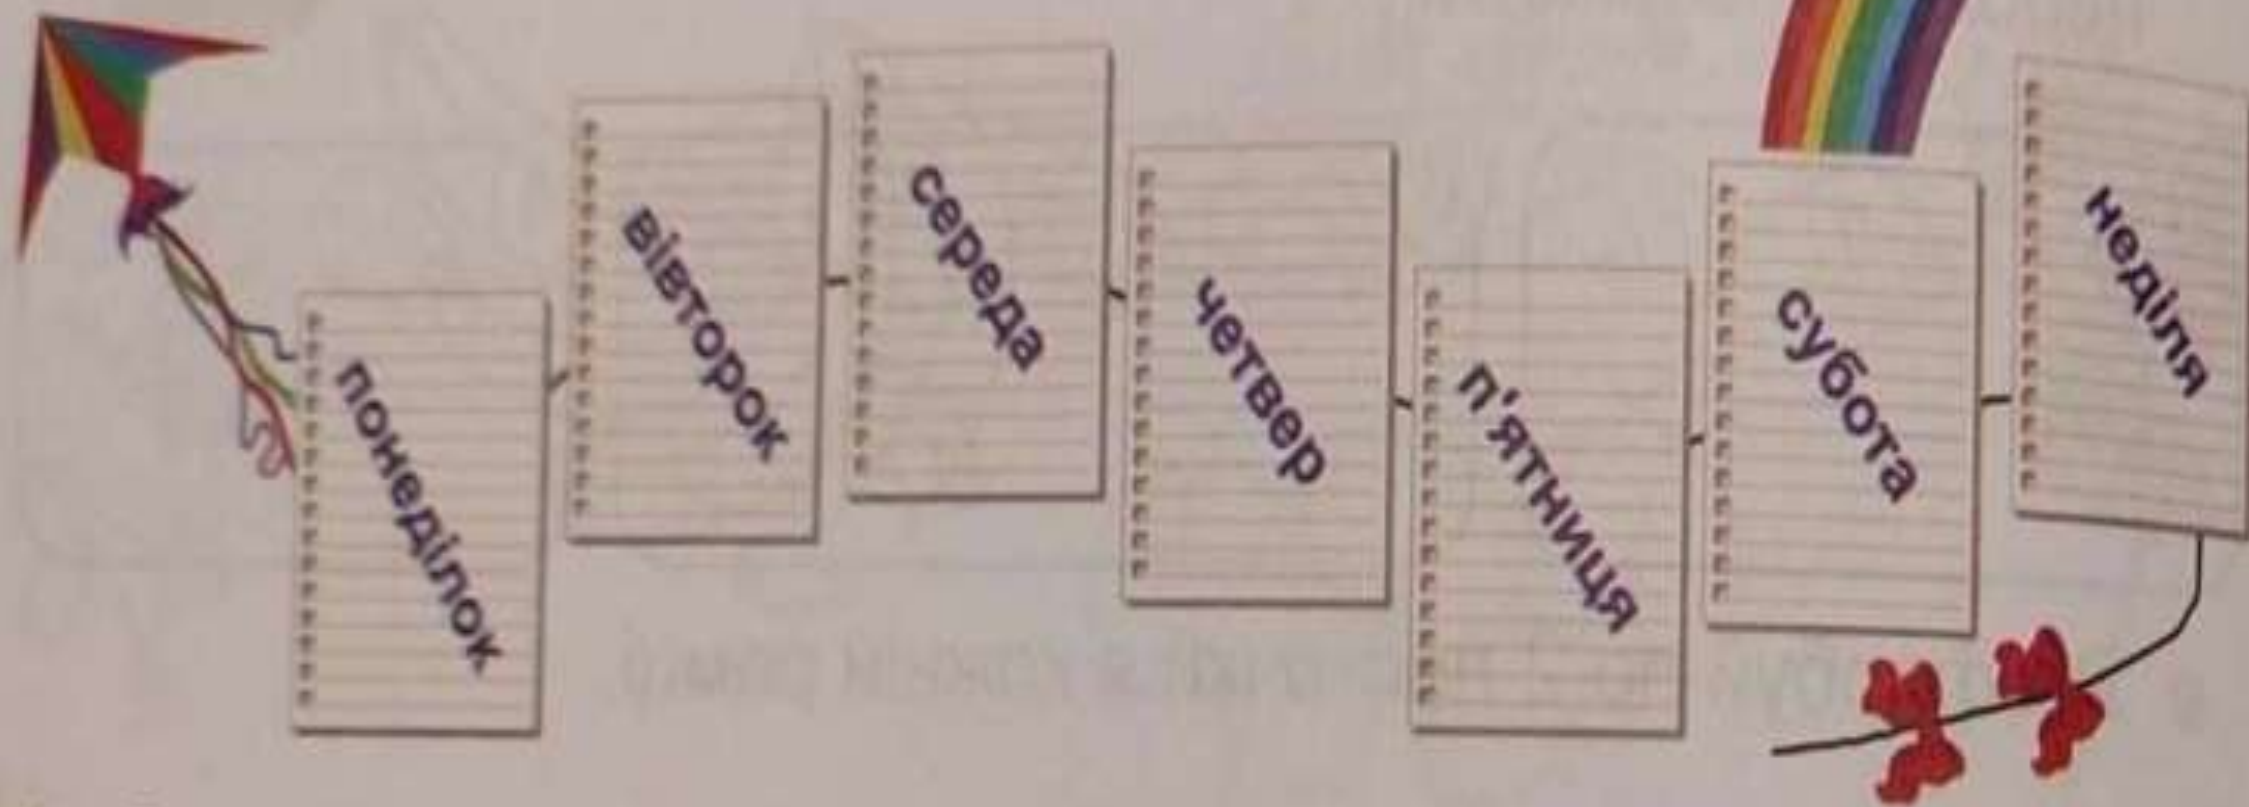 понеділок
вівторок
середа
четвер
п'ятниця
субота
неділя